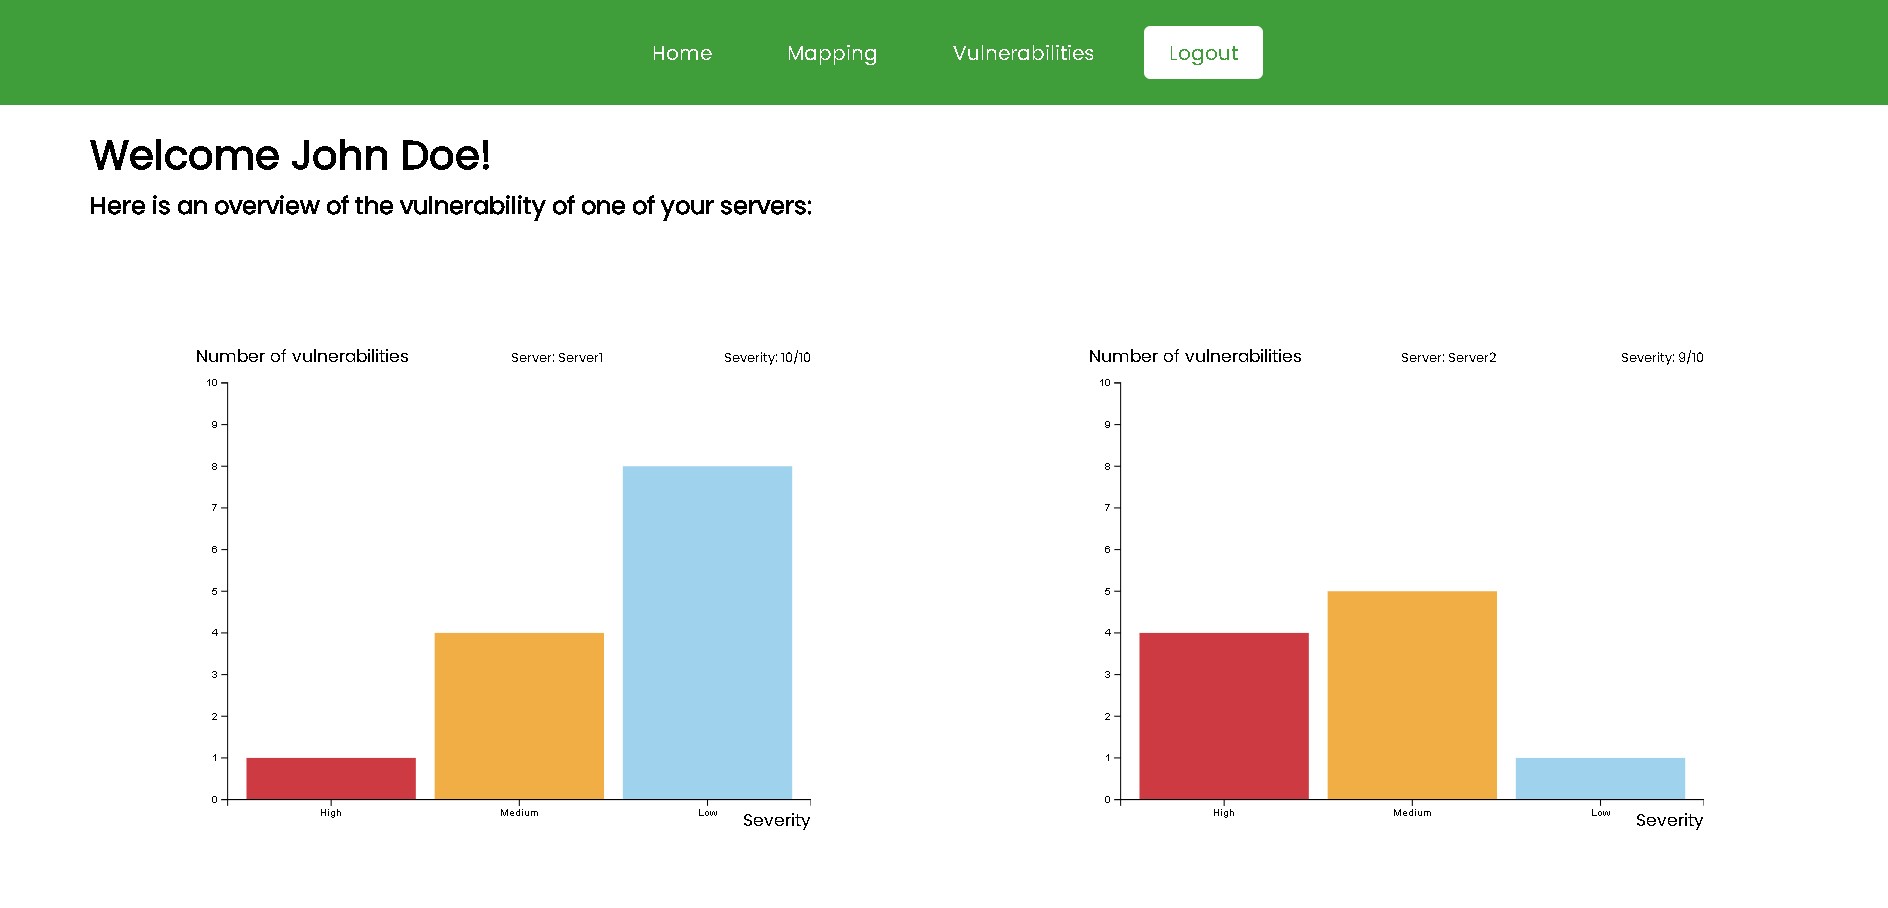 Home Mapping Vulnerabilities Logout
Welcome John Doe!
Here is an overview of the vulnerability of one of your servers:
Number of vulnerabilities Server: Server1 Severity: 10/10
10
9
8
7
6
5
4
3
2
1
0
High Medium Low
Severity
Number of vulnerabilities Server: Server2 Severity: 9/10
10
9
8
7
6
5
4
3
2
1
0
High Medium Low
Severity